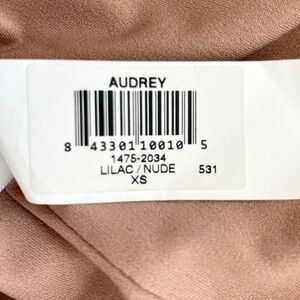 AUDREY
8 43301 10010 5
1475-2034
LILAC / NUDE 531
XS